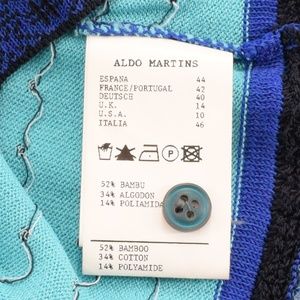 ALDO MARTINS
ESPANA 44
FRANCE/PORTUGAL 42
DEUTSCH 40
U.K. 14
U.S.A. 10
ITALIA 46
P
52% BAMBU
34% ALGODON
14% POLIAMIDA
52% BAMBOO
34% COTTON
14% POLYAMIDE